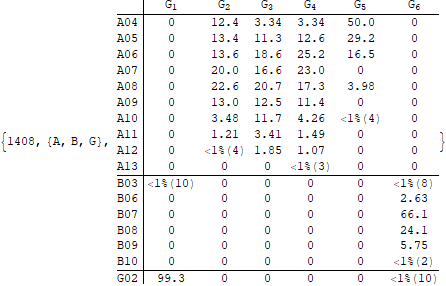 G1 G2 G3 G4 G5 G6
A04 0 12.4 3.34 3.34 50.0 0
A05 0 13.4 11.3 12.6 29.2 0
A06 0 13.6 18.6 25.2 16.5 0
A07 0 20.0 16.6 23.0 0 0
A08 0 22.6 20.7 17.3 3.98 0
A09 0 13.0 12.5 11.4 0 0
A10 0 3.48 11.7 4.26 <1%(4) 0
{1408, {A, B, G}, A11 0 1.21 3.41 1.49 0 0 }
A12 0 <1%(4) 1.85 1.07 0 0
A13 0 0 0 <1%(3) 0 0
B03 <1%(10) 0 0 0 0 <1%(8)
B06 0 0 0 0 0 2.63
B07 0 0 0 0 0 66.1
B08 0 0 0 0 0 24.1
B09 0 0 0 0 0 5.75
B10 0 0 0 0 0 <1%(2)
G02 99.3 0 0 0 0 <1%(10)